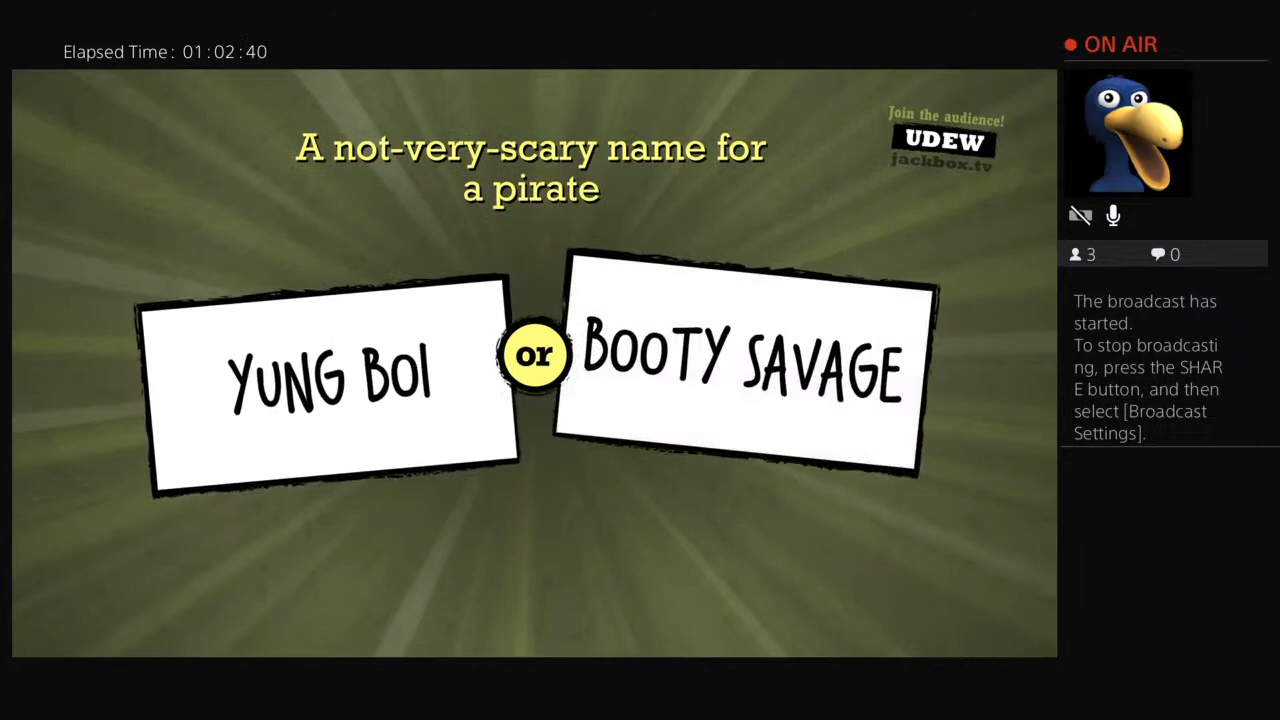 Elapsed Time: 01:02:40
ON AIR
A not-very-scary name for
a pirate
Join the audience!
UDEW
jackbox.tv
YUNG BOI
or
BOOTY SAVAGE
3
0
The broadcast has
started.
To stop broadcasti
ng, press the SHAR
E button, and then
select [Broadcast
Settings].